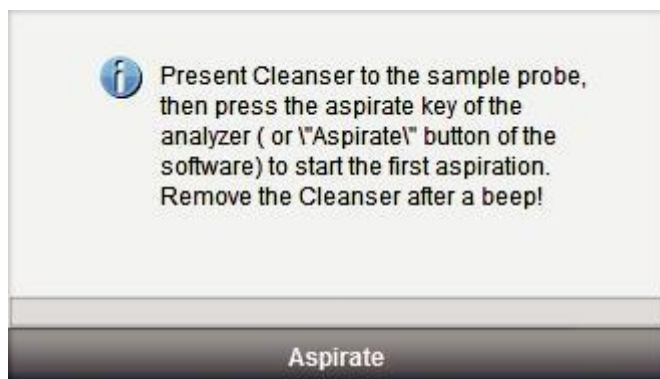 Present Cleanser to the sample probe,
then press the aspirate key of the
analyzer ( or \"Aspirate\" button of the
software) to start the first aspiration.
Remove the Cleanser after a beep!
Aspirate